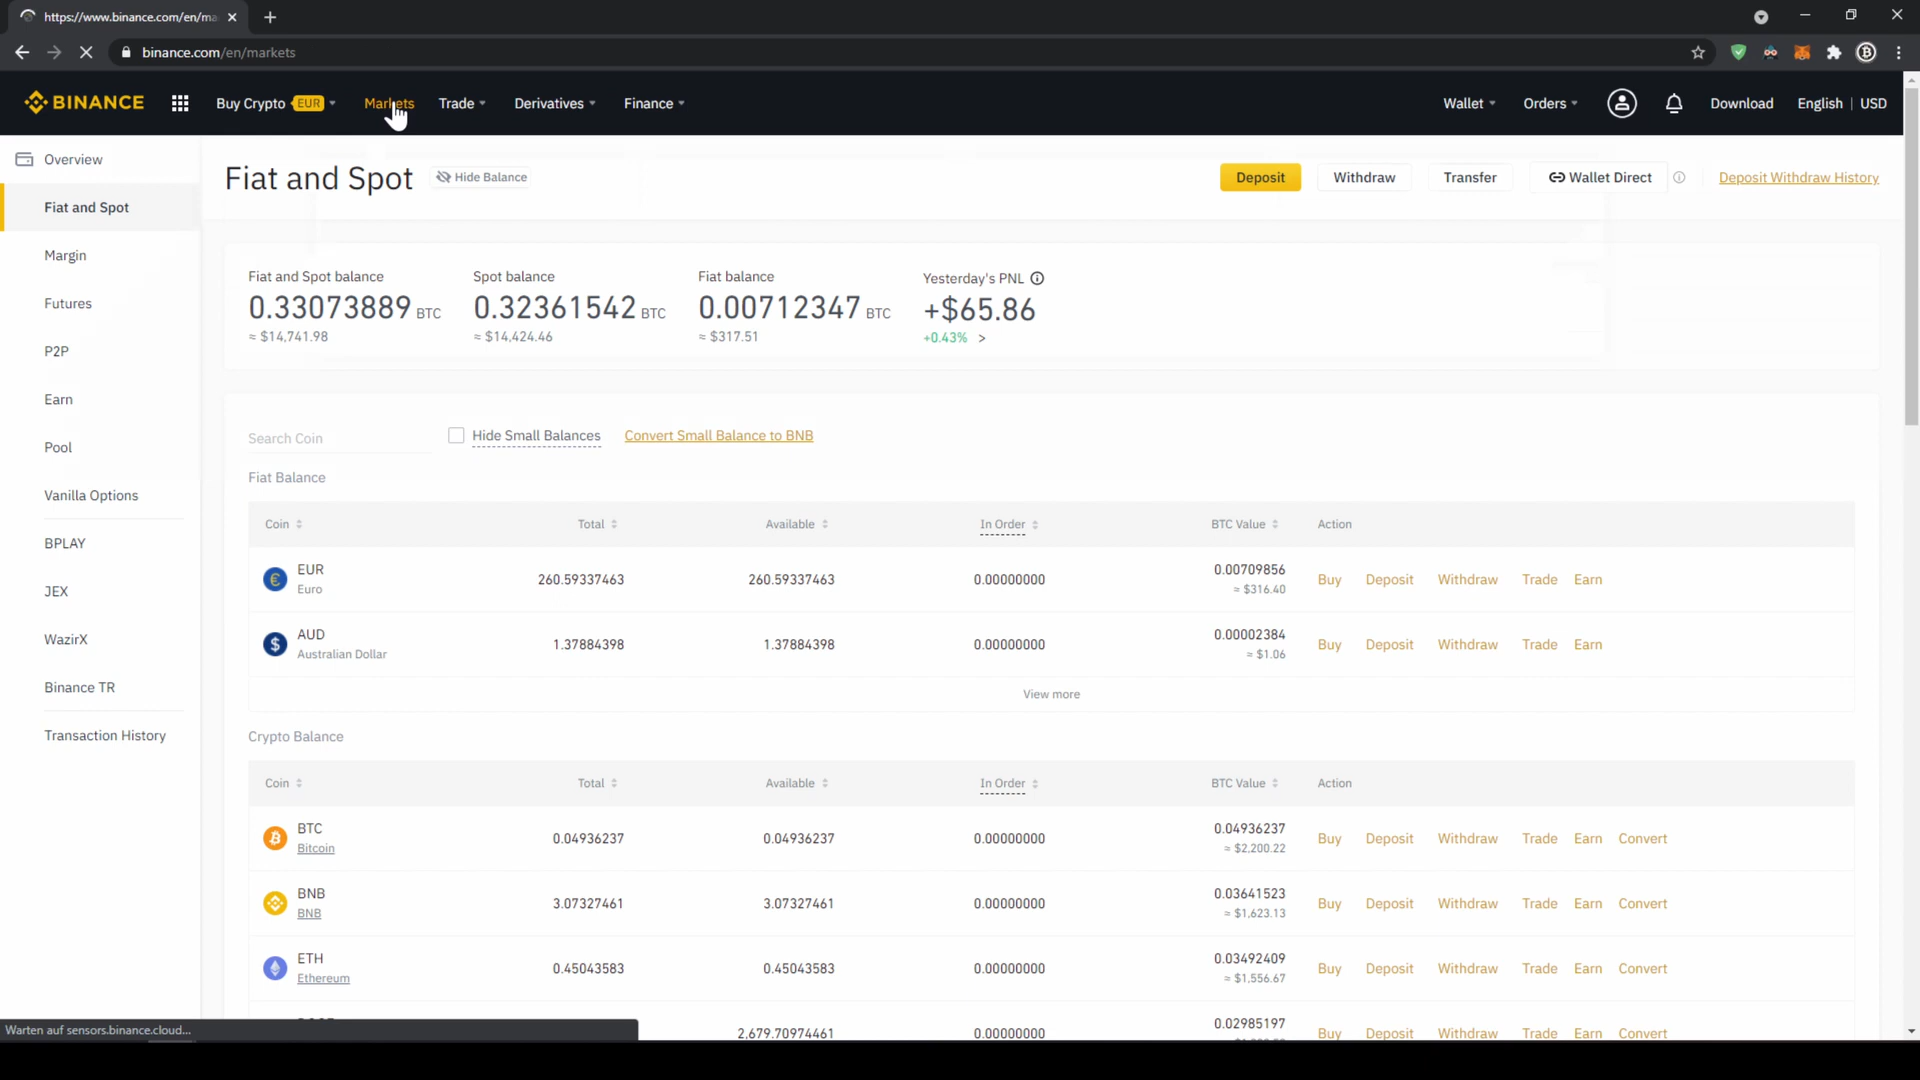 https://www.binance.com/en/ma
binance.com/en/markets
BINANCE Buy Crypto EUR Markets Trade Derivatives Finance Wallet Orders Download English | USD
Overview
Fiat and Spot
Margin
Futures
P2P
Earn
Pool
Vanilla Options
BPLAY
JEX
WazirX
Binance TR
Transaction History
Fiat and Spot Hide Balance Deposit Withdraw Transfer Wallet Direct Deposit Withdraw History
Fiat and Spot balance Spot balance Fiat balance Yesterday's PNL
0.33073889 BTC 0.32361542 BTC 0.00712347 BTC +$65.86
≈ $14,741.98 ≈ $14,424.46 ≈ $317.51 +0.43% >
Search Coin Hide Small Balances Convert Small Balance to BNB
Fiat Balance
Coin Total Available In Order BTC Value Action
EUR 0.00709856
260.59337463 260.59337463 0.00000000 Buy Deposit Withdraw Trade Earn
Euro ≈ $316.40
AUD 0.00002384
1.37884398 1.37884398 0.00000000 Buy Deposit Withdraw Trade Earn
Australian Dollar ≈ $1.06
View more
Crypto Balance
Coin Total Available In Order BTC Value Action
BTC 0.04936237
0.04936237 0.04936237 0.00000000 Buy Deposit Withdraw Trade Earn Convert
Bitcoin ≈ $2,200.22
BNB 0.03641523
3.07327461 3.07327461 0.00000000 Buy Deposit Withdraw Trade Earn Convert
BNB ≈ $1,623.13
ETH 0.03492409
0.45043583 0.45043583 0.00000000 Buy Deposit Withdraw Trade Earn Convert
Ethereum ≈ $1,556.67
0.02985197
2,679.70974461 0.00000000 Buy Deposit Withdraw Trade Earn Convert
Warten auf sensors.binance.cloud...